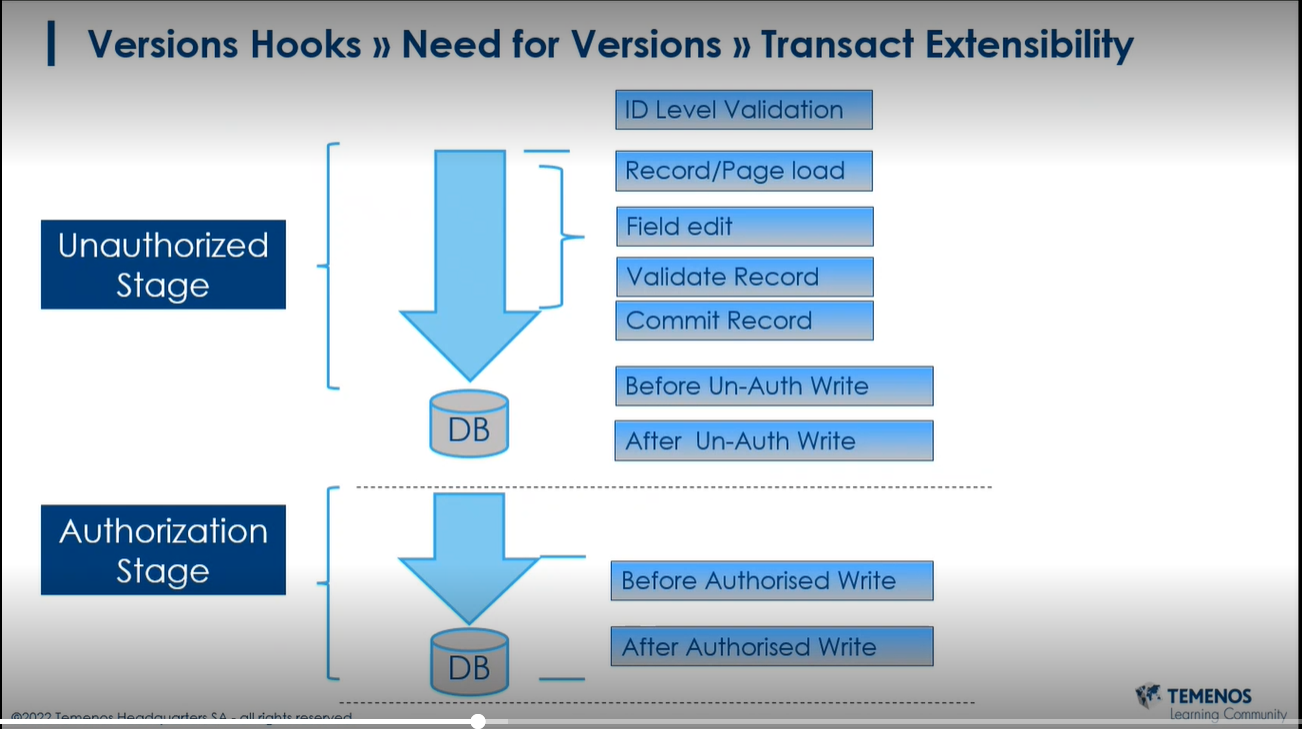 Versions Hooks » Need for Versions » Transact Extensibility
ID Level Validation
Record/Page load
Field edit
Validate Record
Commit Record
Unauthorized
Stage
Before Un-Auth Write
DB
After Un-Auth Write
Authorization
Stage
Before Authorised Write
After Authorised Write
DB
TEMENOS
Learning Community
©2022 Temenos Headquarters SA - all rights reserved